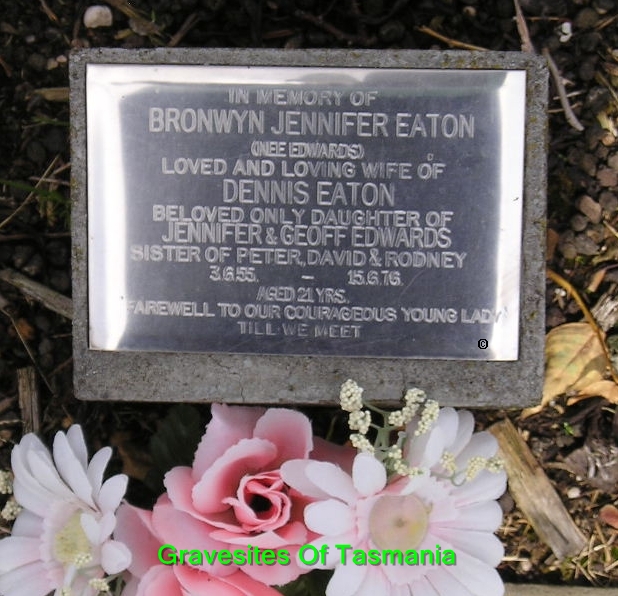 IN MEMORY OF
BRONWYN JENNIFER EATON
(NEE EDWARDS)
LOVED AND LOVING WIFE OF
DENNIS EATON
BELOVED ONLY DAUGHTER OF
JENNIFER & GEOFF EDWARDS
SISTER OF PETER, DAVID & RODNEY
3.6.55. – 15.6.76.
AGED 21 YRS.
FAREWELL TO OUR COURAGEOUS YOUNG LADY
TILL WE MEET
©
Gravesites Of Tasmania